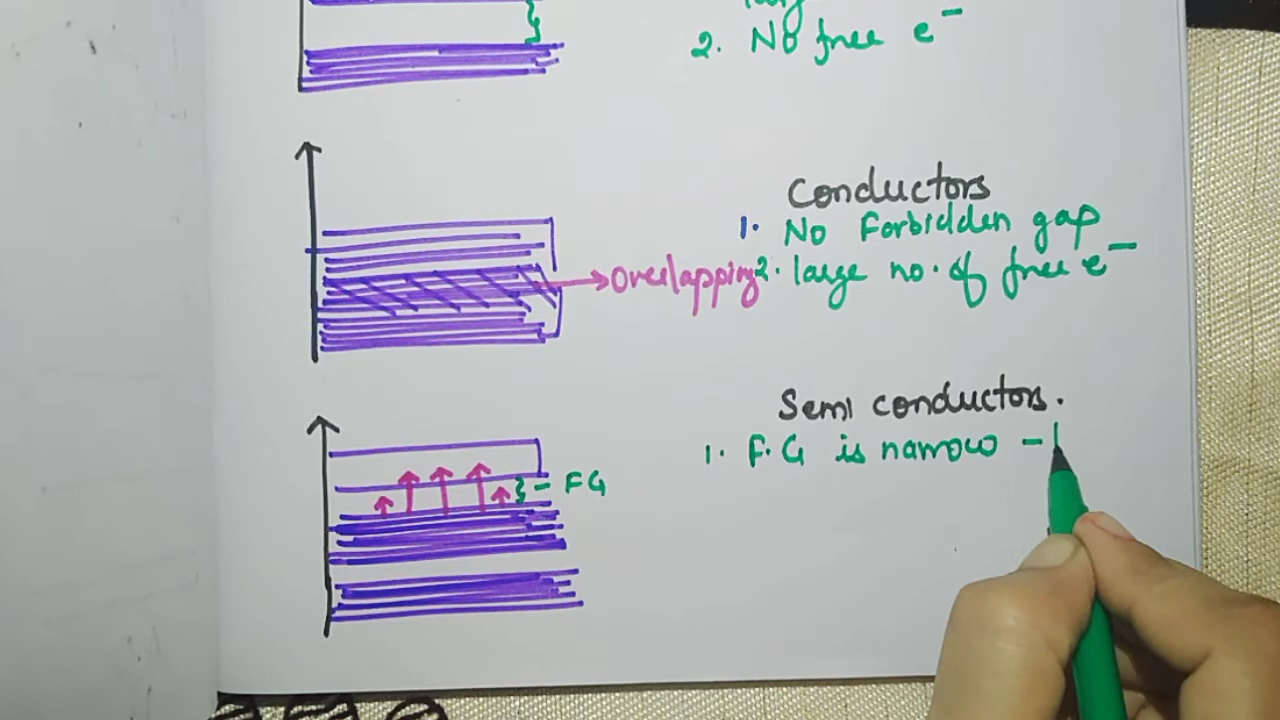 2. No free e⁻
Conductors
1. No Forbidden gap
Overlapping
2. large no. of free e⁻
Semi conductors.
1. F.G is narrow -
}- FG